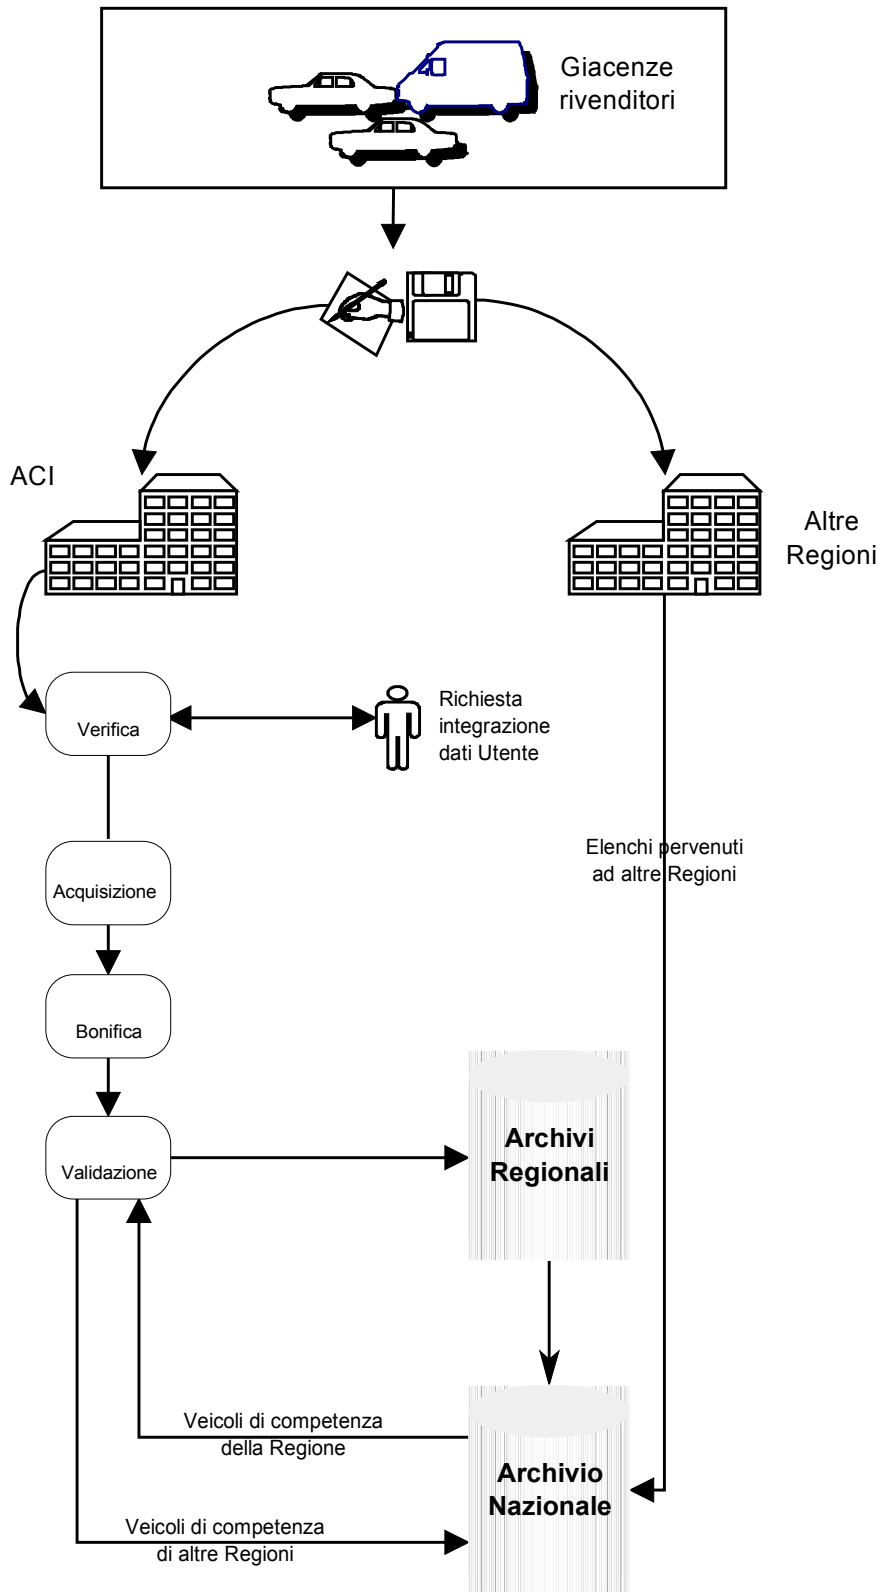 Giacenze
rivenditori
ACI
Altre
Regioni
Verifica
Richiesta
integrazione
dati Utente
Acquisizione
Elenchi pervenuti
ad altre Regioni
Bonifica
Validazione
Archivi
Regionali
Veicoli di competenza
della Regione
Archivio
Nazionale
Veicoli di competenza
di altre Regioni